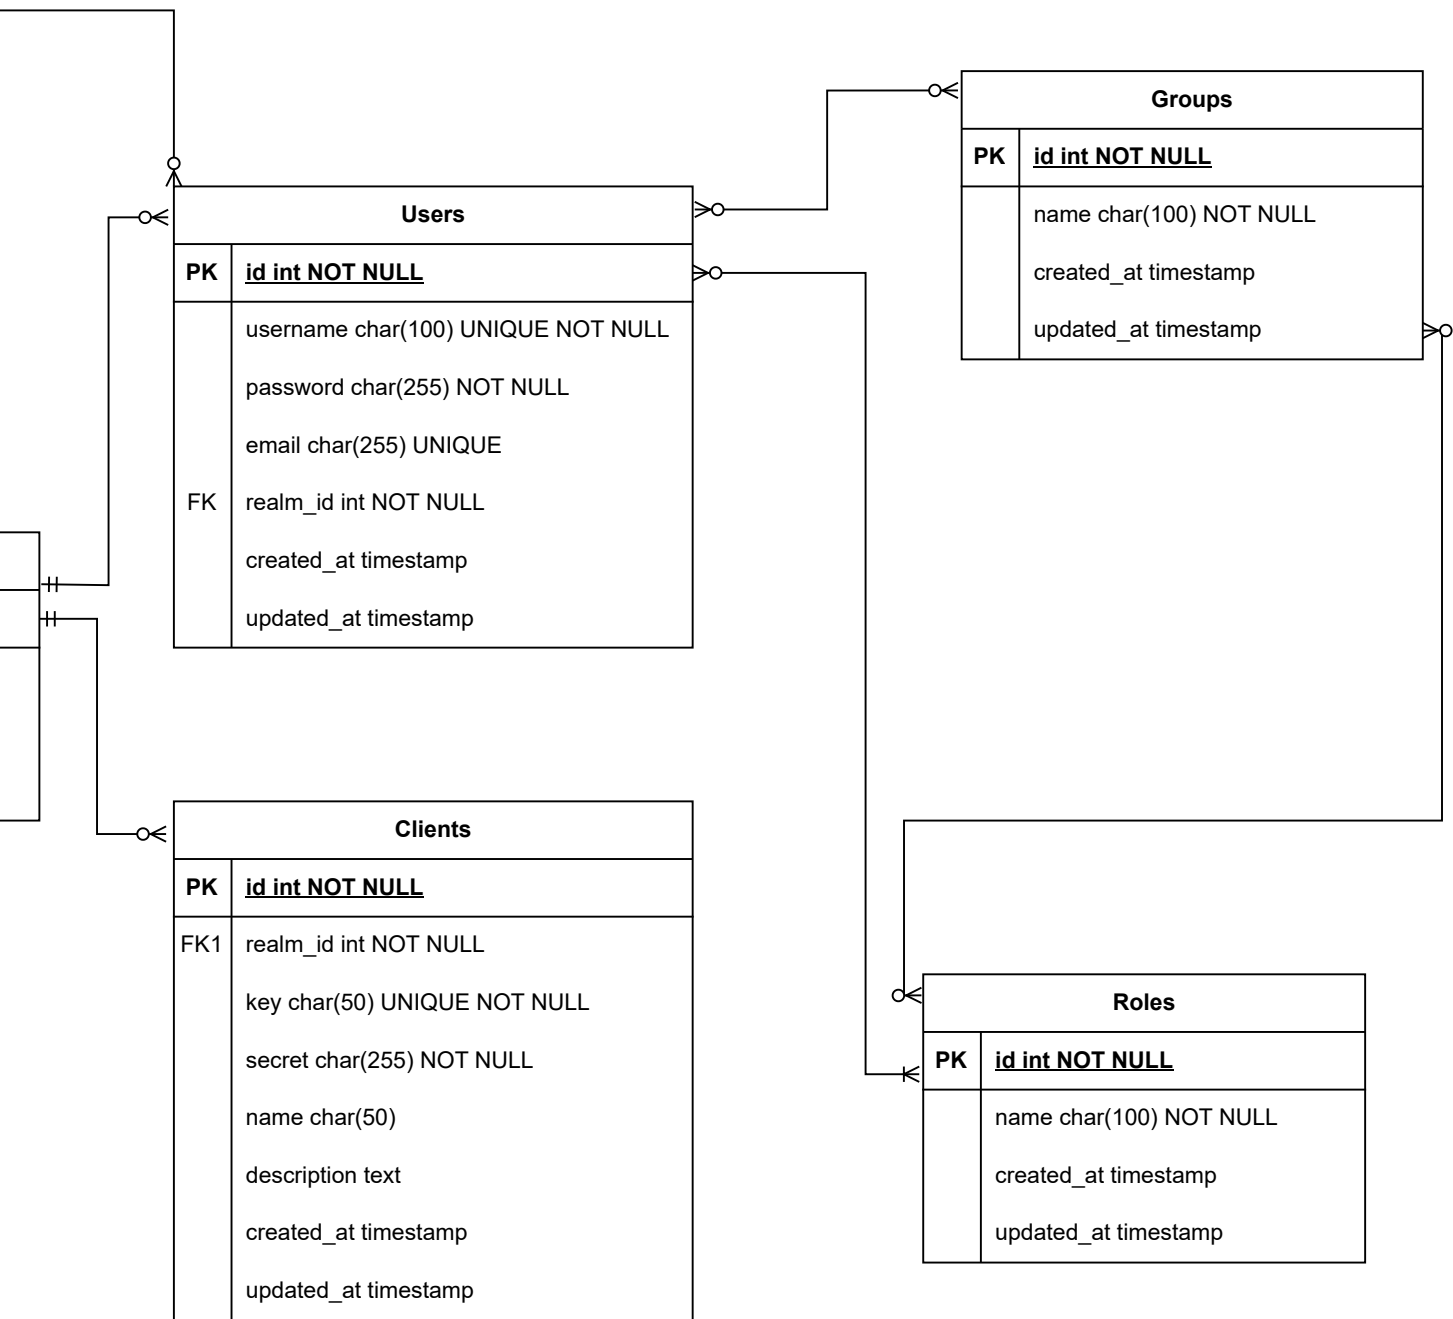 Groups
PK id int NOT NULL
name char(100) NOT NULL
created_at timestamp
updated_at timestamp
Users
PK id int NOT NULL
username char(100) UNIQUE NOT NULL
password char(255) NOT NULL
email char(255) UNIQUE
FK realm_id int NOT NULL
created_at timestamp
updated_at timestamp
Clients
PK id int NOT NULL
FK1 realm_id int NOT NULL
key char(50) UNIQUE NOT NULL
secret char(255) NOT NULL
name char(50)
description text
created_at timestamp
updated_at timestamp
Roles
PK id int NOT NULL
name char(100) NOT NULL
created_at timestamp
updated_at timestamp